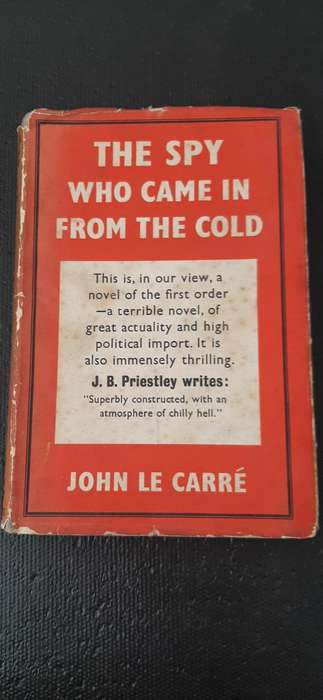 THE SPY
WHO CAME IN
FROM THE COLD
This is, in our view, a
novel of the first order
—a terrible novel, of
great actuality and high
political import. It is
also immensely thrilling.
J. B. Priestley writes:
"Superbly constructed, with an
atmosphere of chilly hell."
JOHN LE CARRÉ